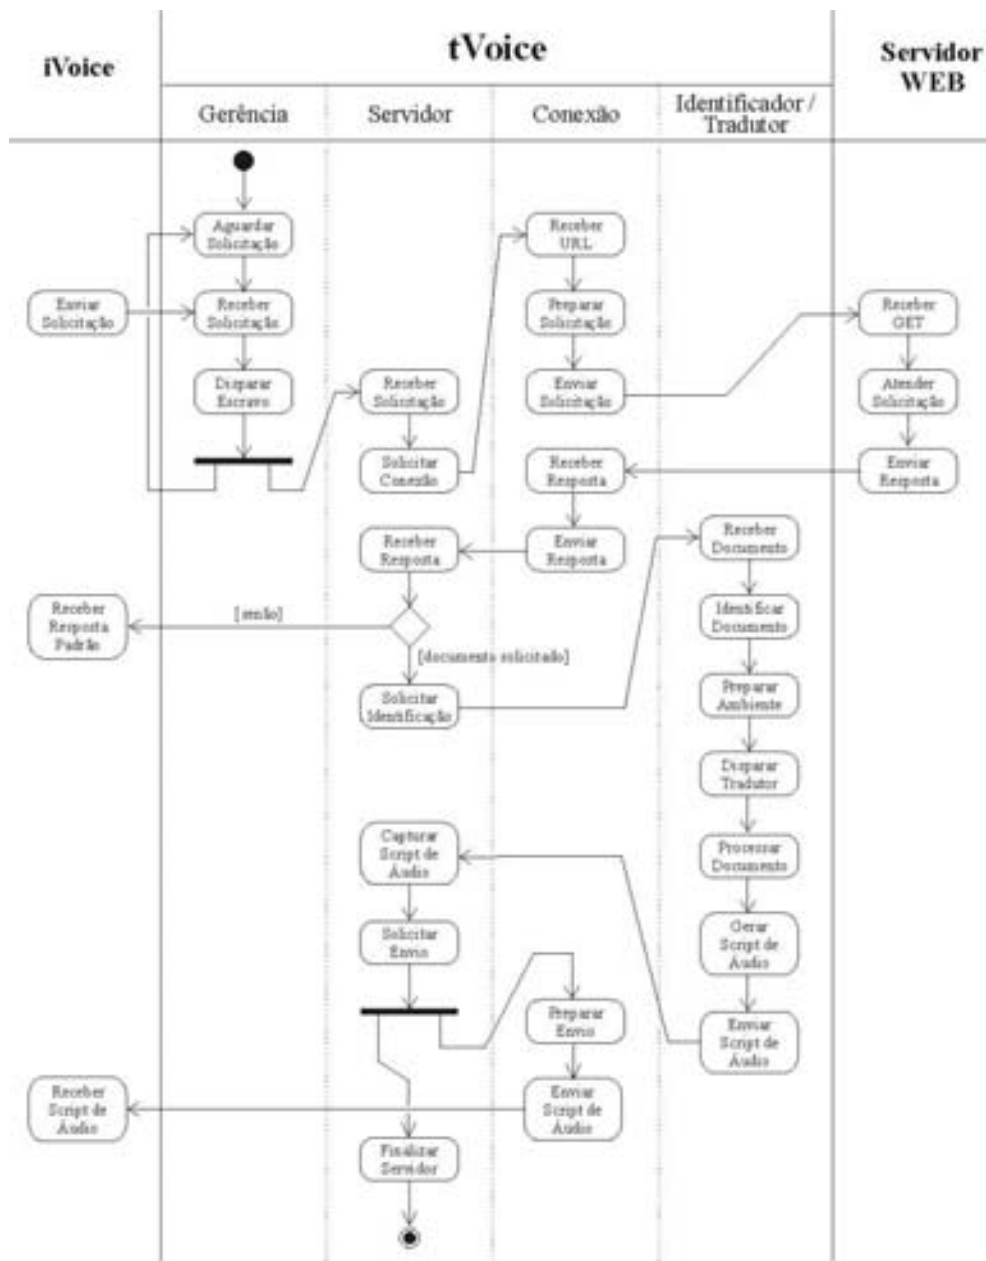 iVoice
tVoice
Servidor
WEB
Gerência
Servidor
Conexão
Identificador /
Tradutor
Aguardar
Solicitação
Receber
URL
Enviar
Solicitação
Receber
Solicitação
Preparar
Solicitação
Receber
GET
Disparar
Escravo
Receber
Solicitação
Enviar
Solicitação
Atender
Solicitação
Solicitar
Conexão
Receber
Resposta
Enviar
Resposta
Receber
Resposta
Enviar
Resposta
Receber
Documento
Receber
Resposta
Padrão
[senão]
[documento solicitado]
Identificar
Documento
Solicitar
Identificação
Preparar
Ambiente
Disparar
Tradutor
Capturar
Script de
Áudio
Processar
Documento
Solicitar
Envio
Gerar
Script de
Áudio
Preparar
Envio
Enviar
Script de
Áudio
Receber
Script de
Áudio
Enviar
Script de
Áudio
Finalizar
Servidor